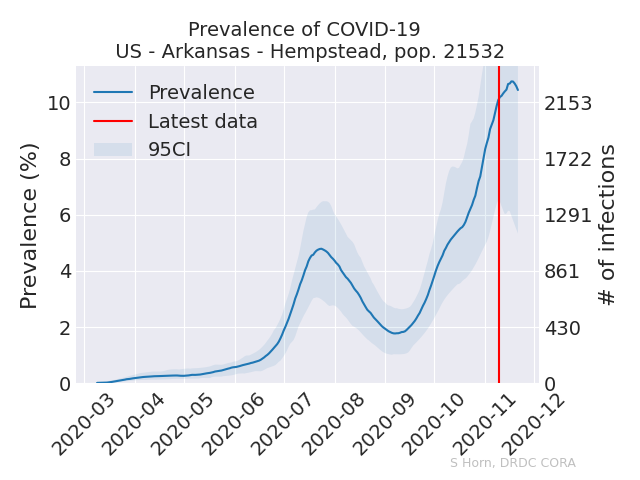 Prevalence of COVID-19
US - Arkansas - Hempstead, pop. 21532
Prevalence
Latest data
95CI
Prevalence (%)
10
8
6
4
2
0
2153
1722
1291
861
430
0
# of infections
2020-03
2020-04
2020-05
2020-06
2020-07
2020-08
2020-09
2020-10
2020-11
2020-12
S Horn, DRDC CORA